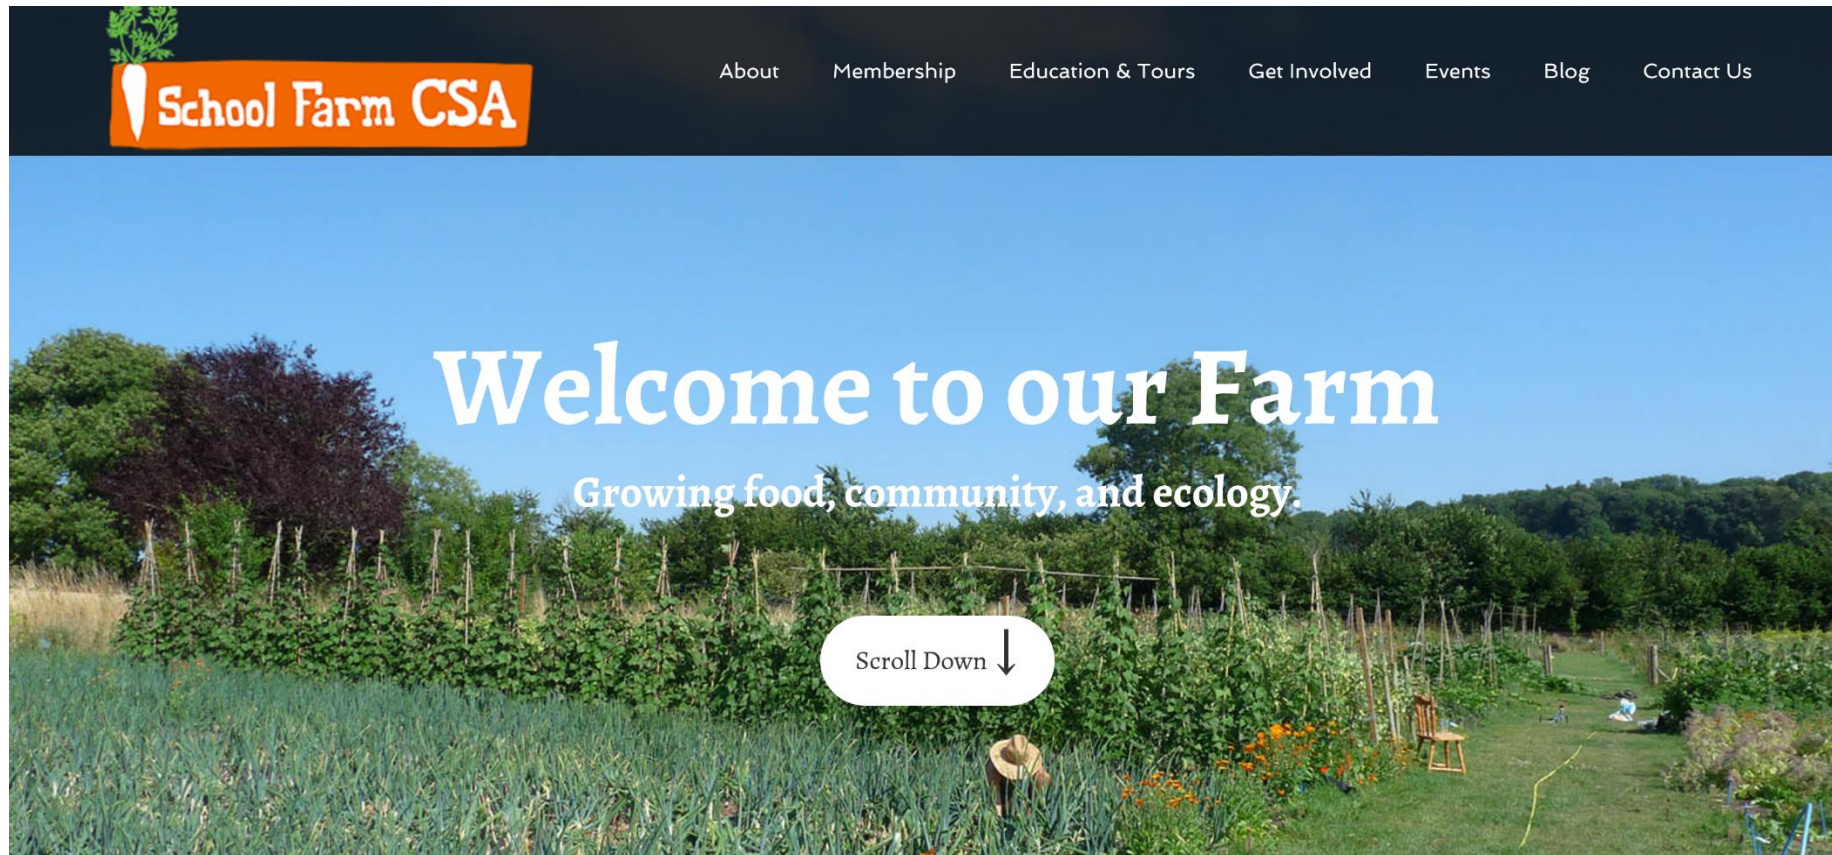 School Farm CSA
About Membership Education & Tours Get Involved Events Blog Contact Us
Welcome to our Farm
Growing food, community, and ecology.
Scroll Down